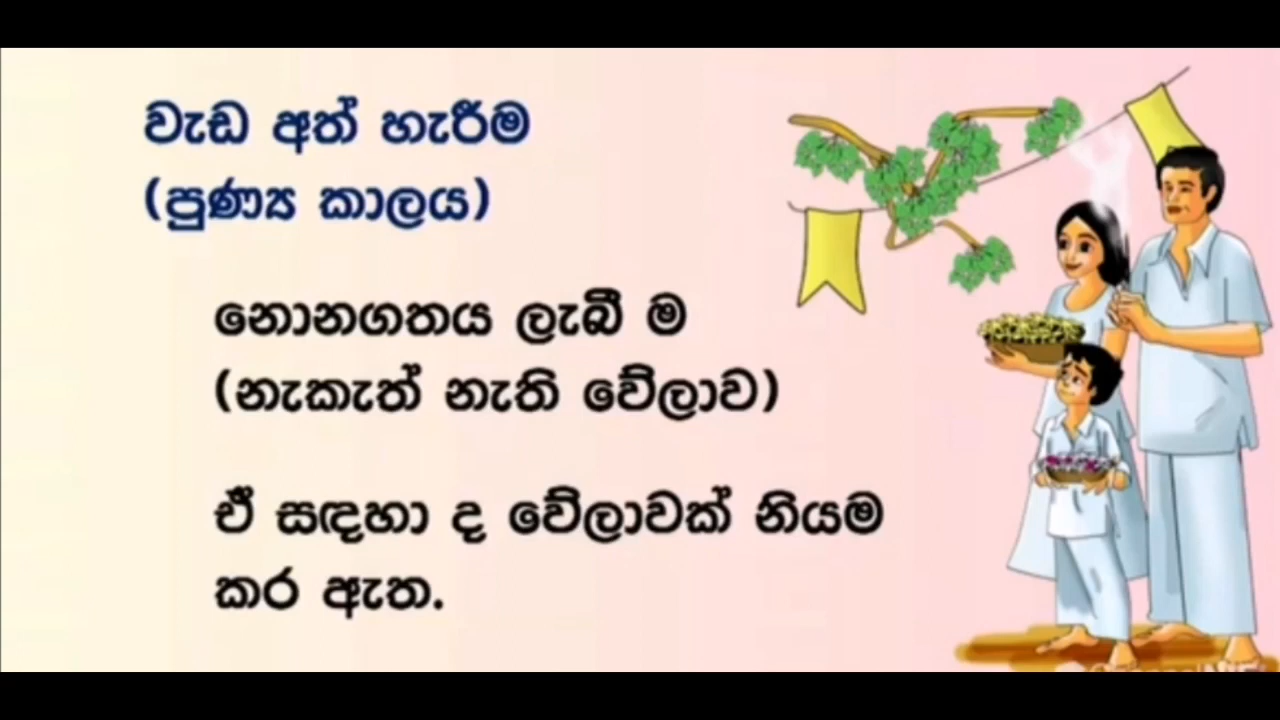 වැඩ අත් හැරීම
(පුණ්‍ය කාලය)
නොනගතය ලැබී ම
(නැකැත් නැති වේලාව)
ඒ සඳහා ද වේලාවක් නියම
කර ඇත.